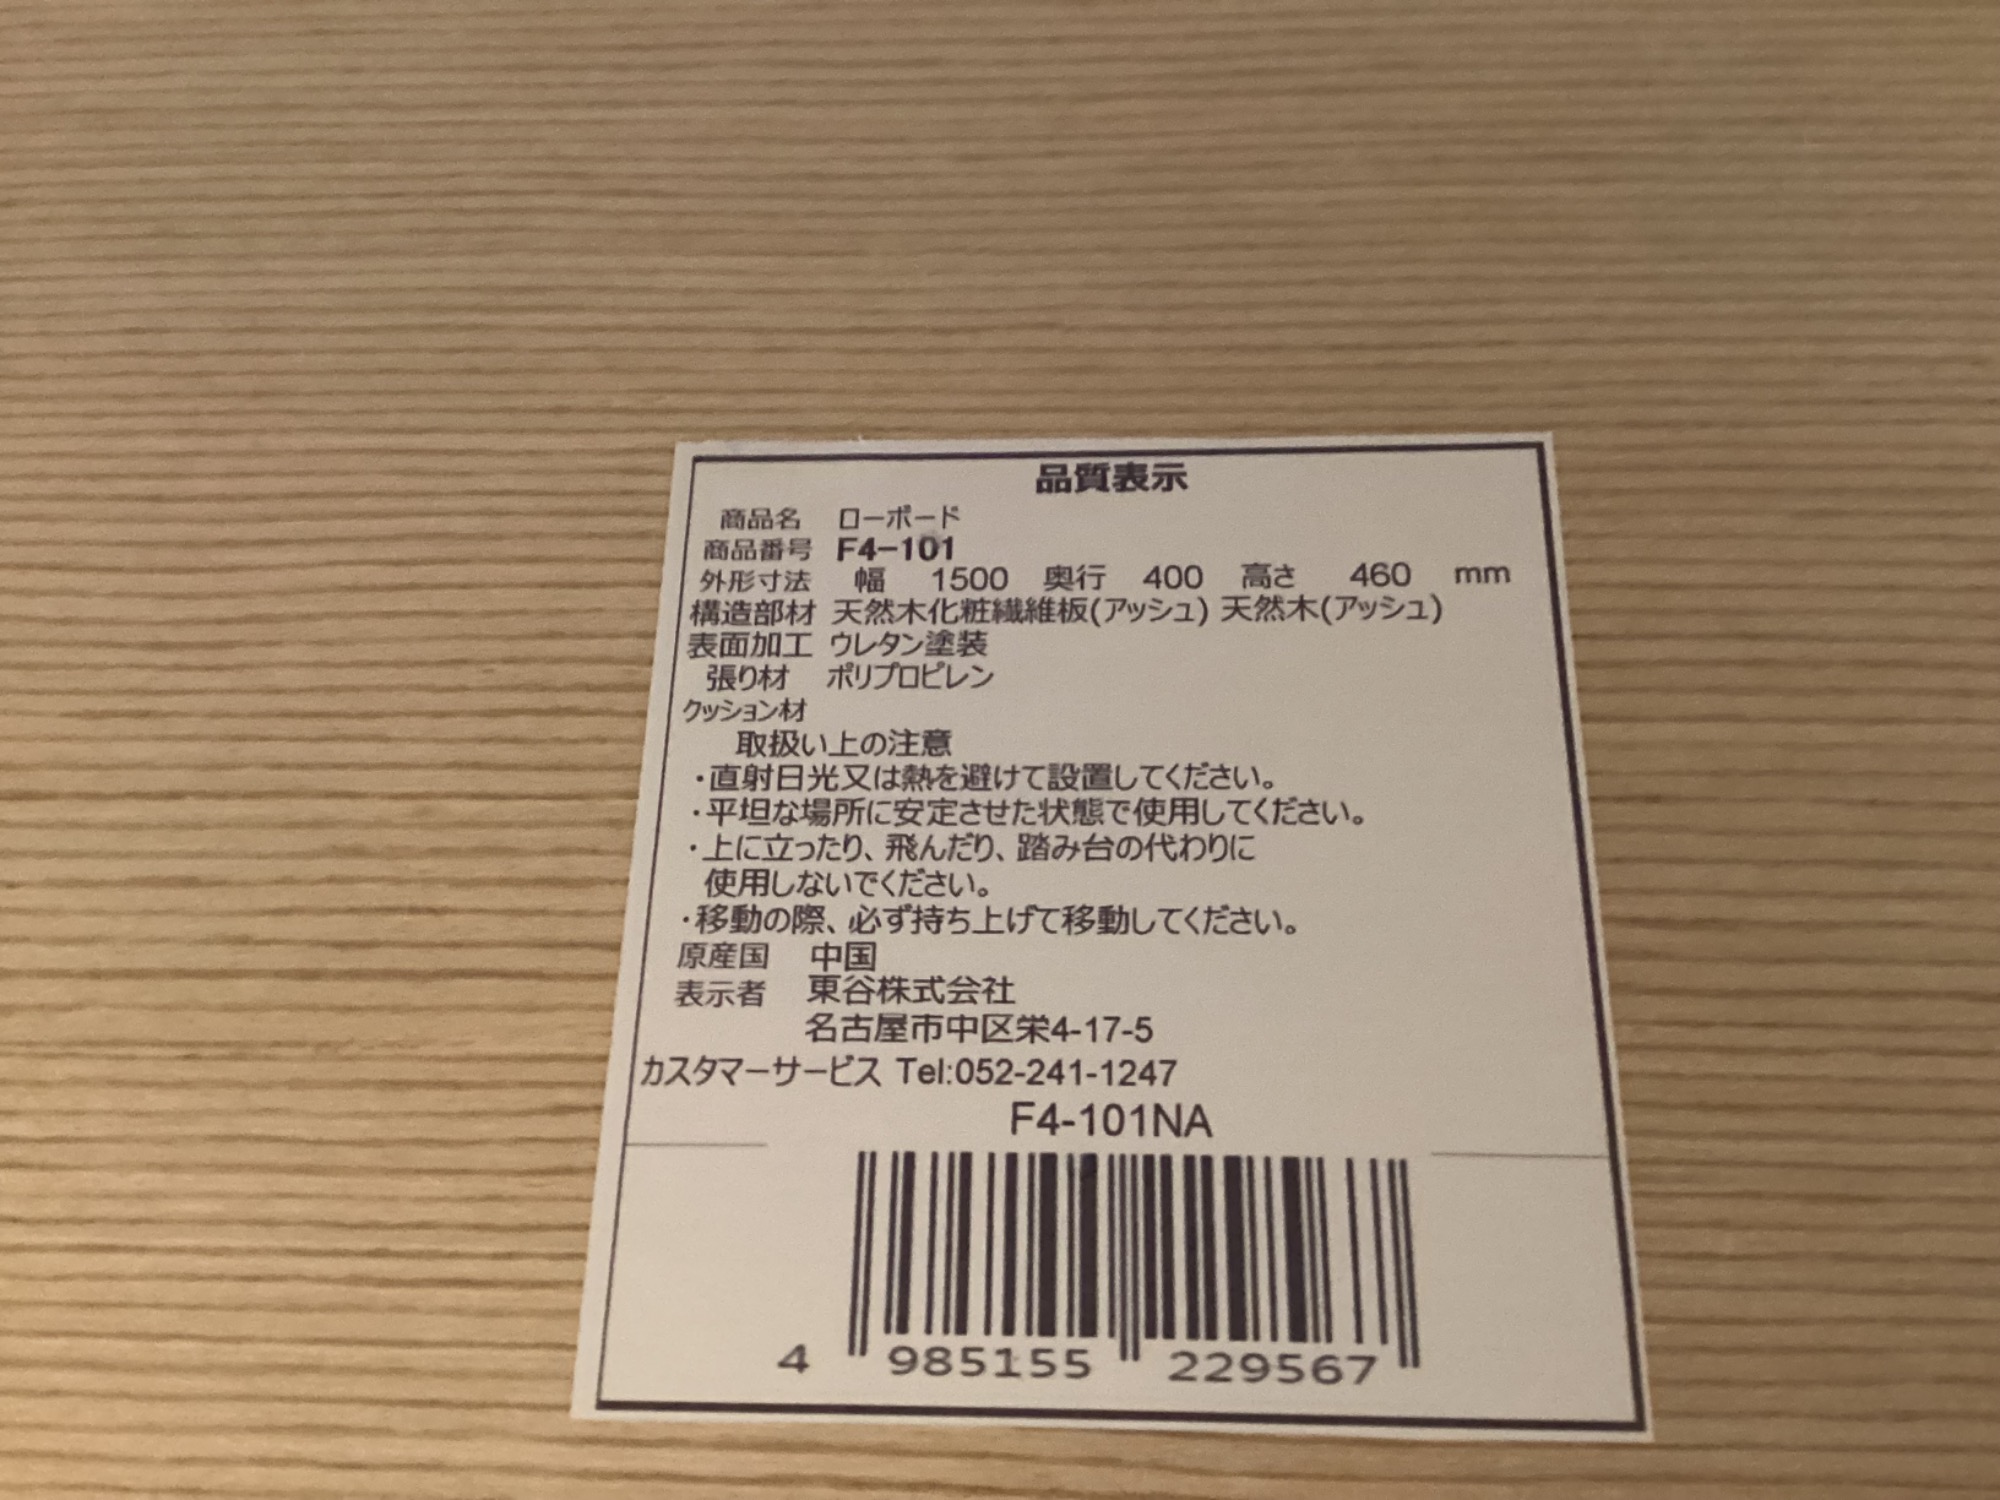 品質表示
商品名 ローボード
商品番号 F4-101
外形寸法 幅 1500 奥行 400 高さ 460 mm
構造部材 天然木化粧繊維板(アッシュ) 天然木(アッシュ)
表面加工 ウレタン塗装
張り材 ポリプロピレン
クッション材
取扱い上の注意
・直射日光又は熱を避けて設置してください。
・平坦な場所に安定させた状態で使用してください。
・上に立ったり、飛んだり、踏み台の代わりに
使用しないでください。
・移動の際、必ず持ち上げて移動してください。
原産国 中国
表示者 東谷株式会社
名古屋市中区栄4-17-5
カスタマーサービス Tel:052-241-1247
F4-101NA
4 985155 229567